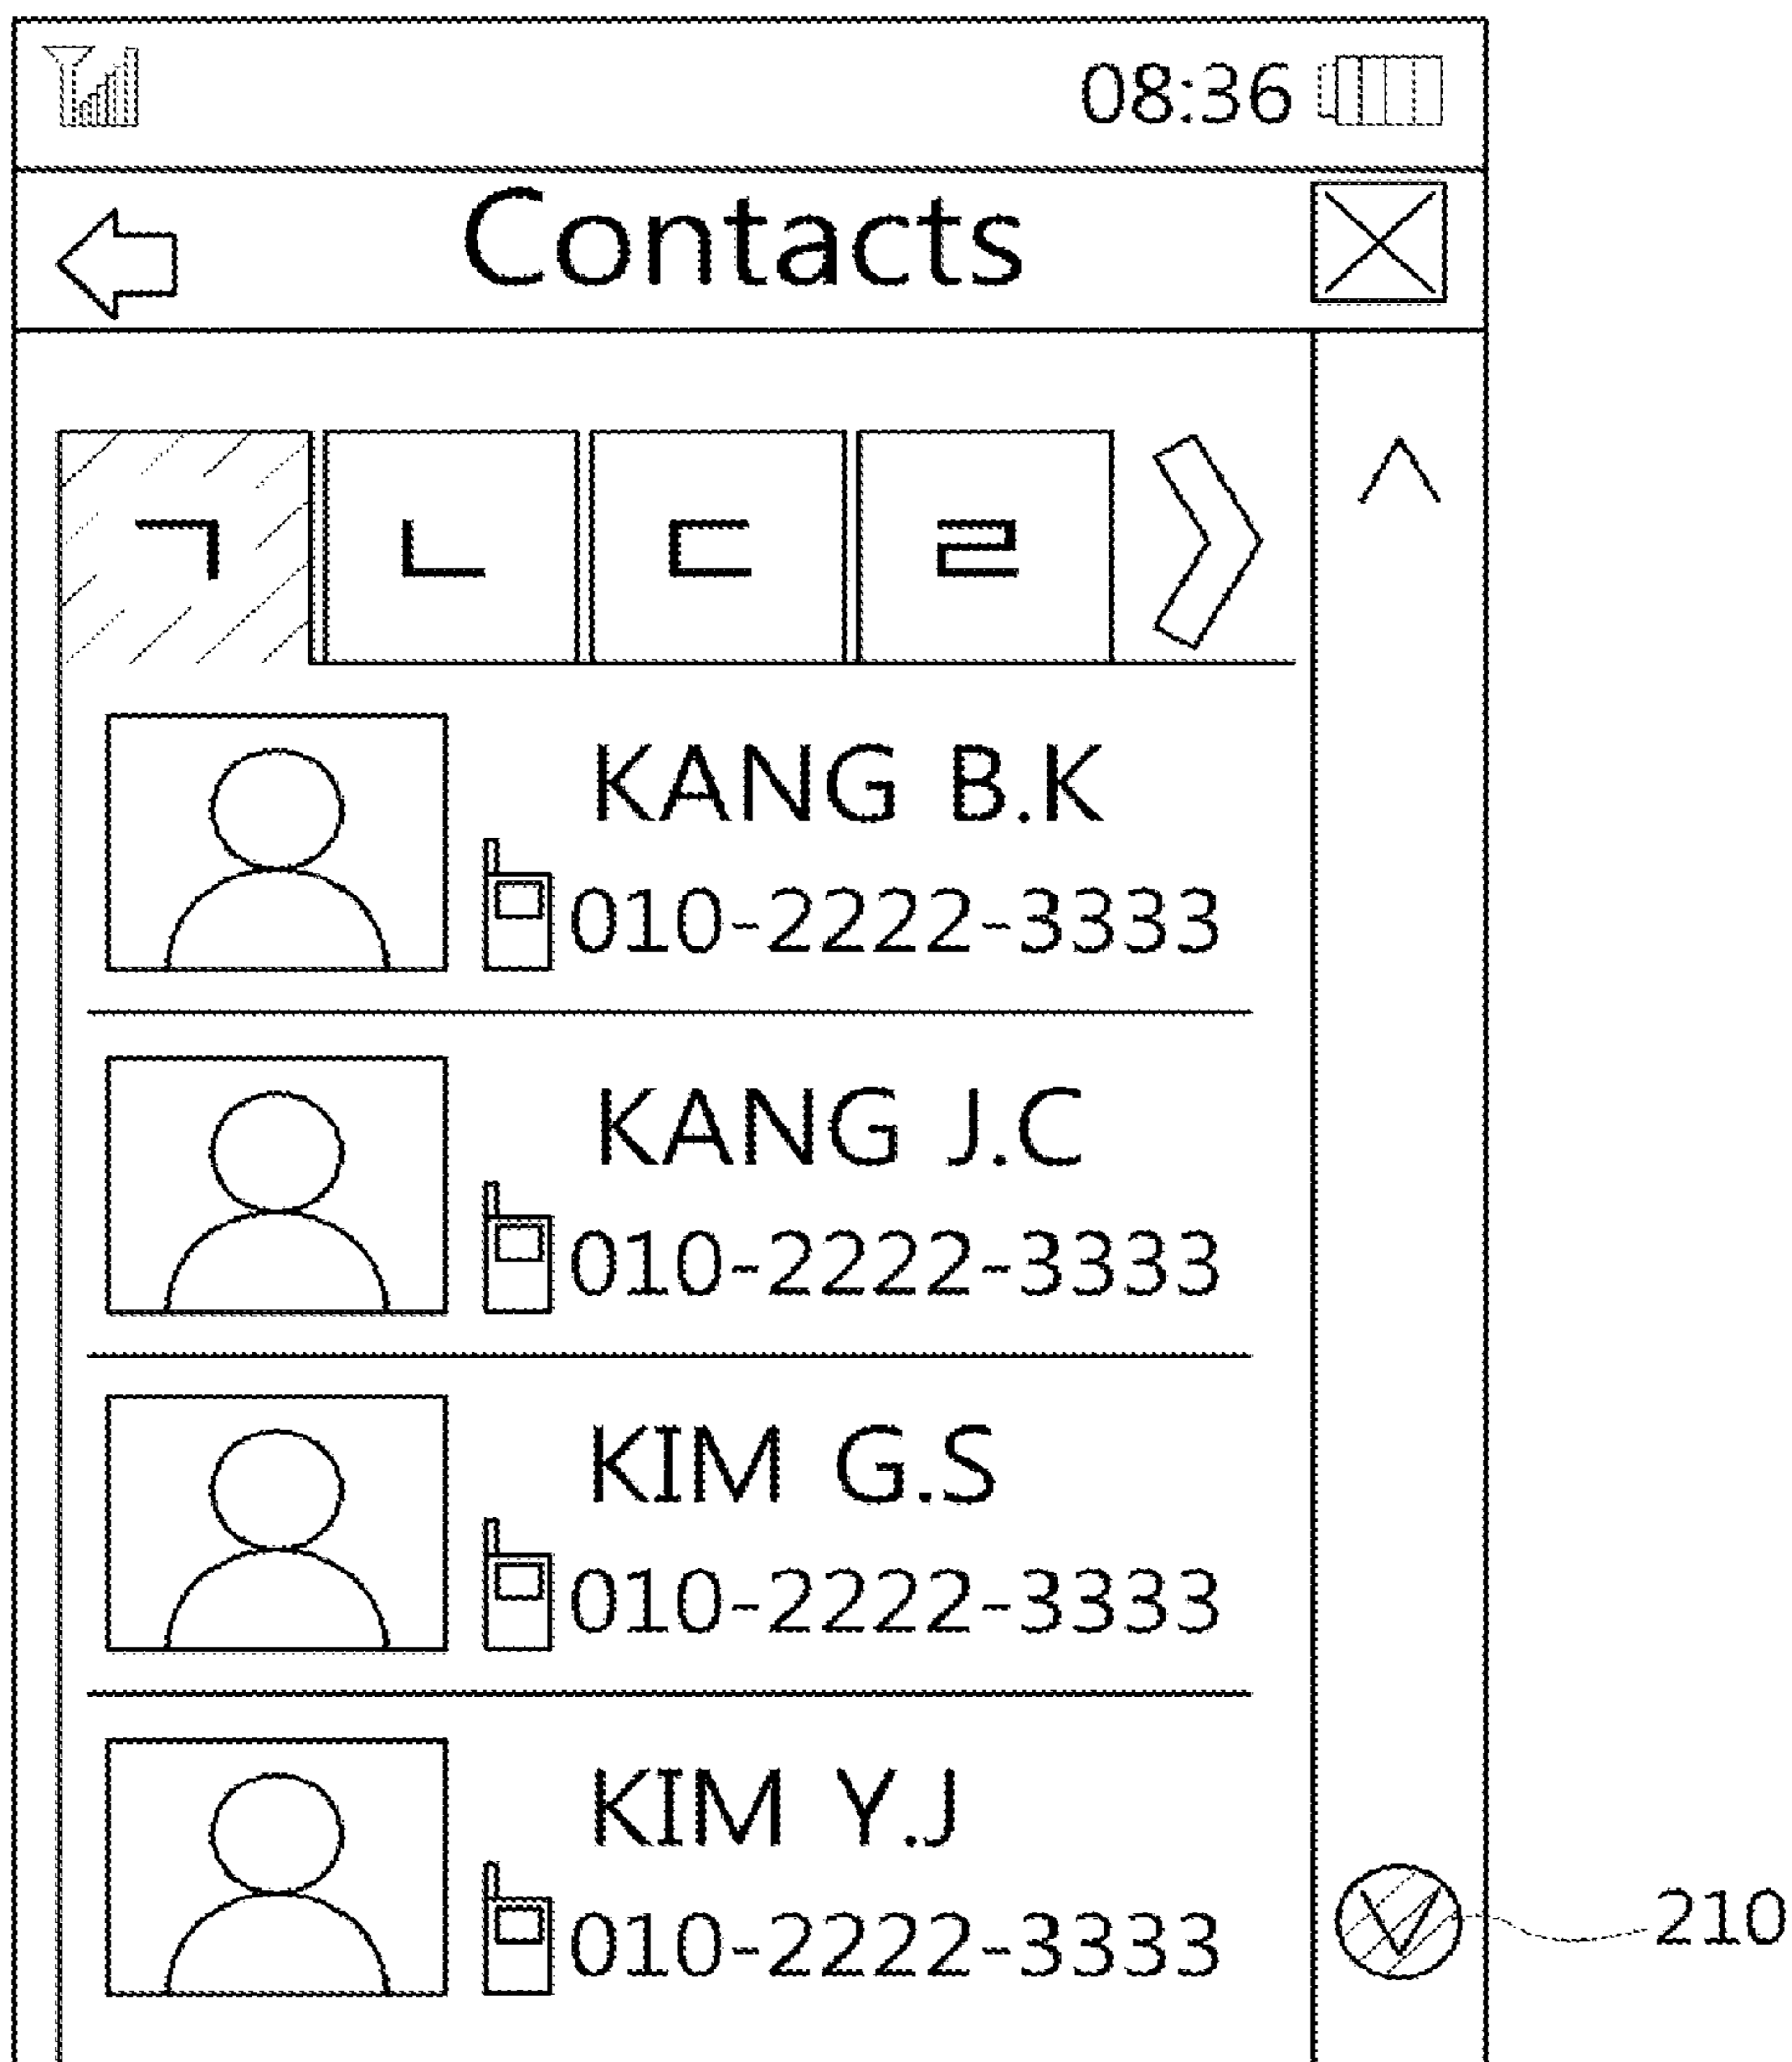 08:36
Contacts
ㄱ ㄴ ㄷ ㄹ
KANG B.K
010-2222-3333
KANG J.C
010-2222-3333
KIM G.S
010-2222-3333
KIM Y.J
010-2222-3333
210